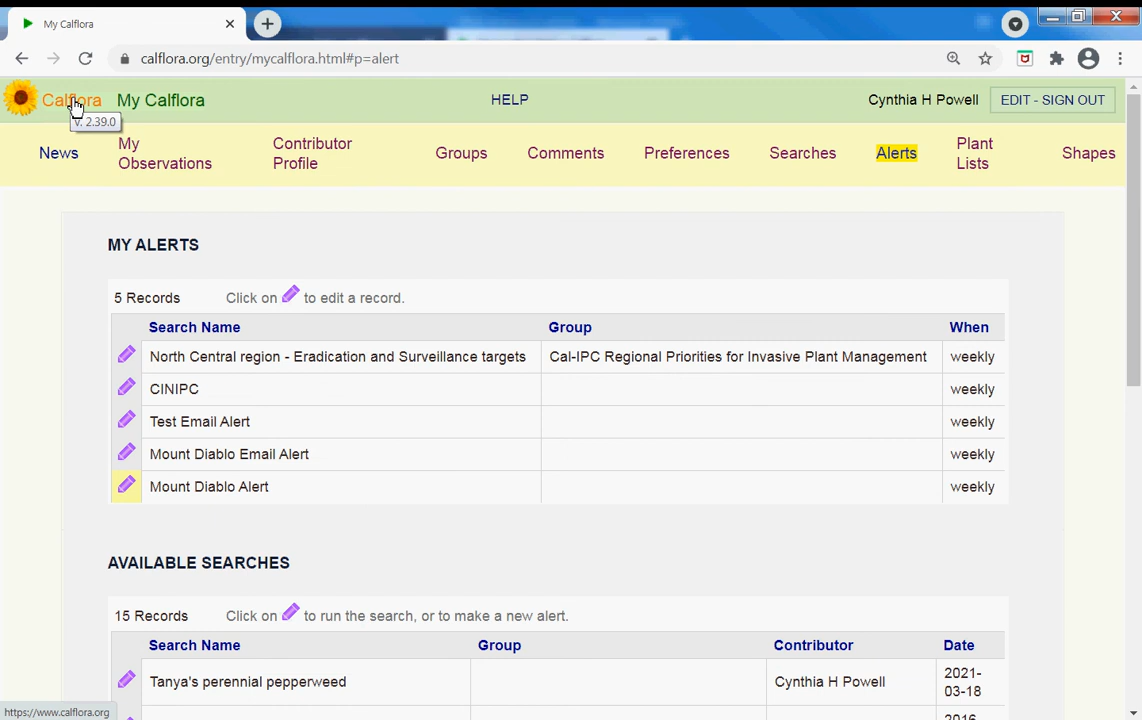 My Calflora
calflora.org/entry/mycalflora.html#p=alert
Calflora My Calflora HELP Cynthia H Powell EDIT - SIGN OUT
v. 2.39.0
News My Observations Contributor Profile Groups Comments Preferences Searches Alerts Plant Lists Shapes
MY ALERTS
5 Records Click on to edit a record.
Search Name Group When
North Central region - Eradication and Surveillance targets Cal-IPC Regional Priorities for Invasive Plant Management weekly
CINIPC weekly
Test Email Alert weekly
Mount Diablo Email Alert weekly
Mount Diablo Alert weekly
AVAILABLE SEARCHES
15 Records Click on to run the search, or to make a new alert.
Search Name Group Contributor Date
Tanya's perennial pepperweed Cynthia H Powell 2021-03-18
https://www.calflora.org